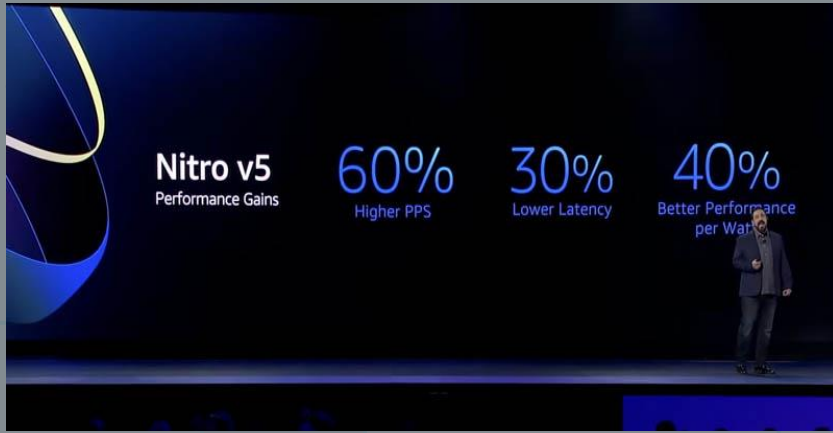 Nitro v5
Performance Gains
60%
Higher PPS
30%
Lower Latency
40%
Better Performance
per